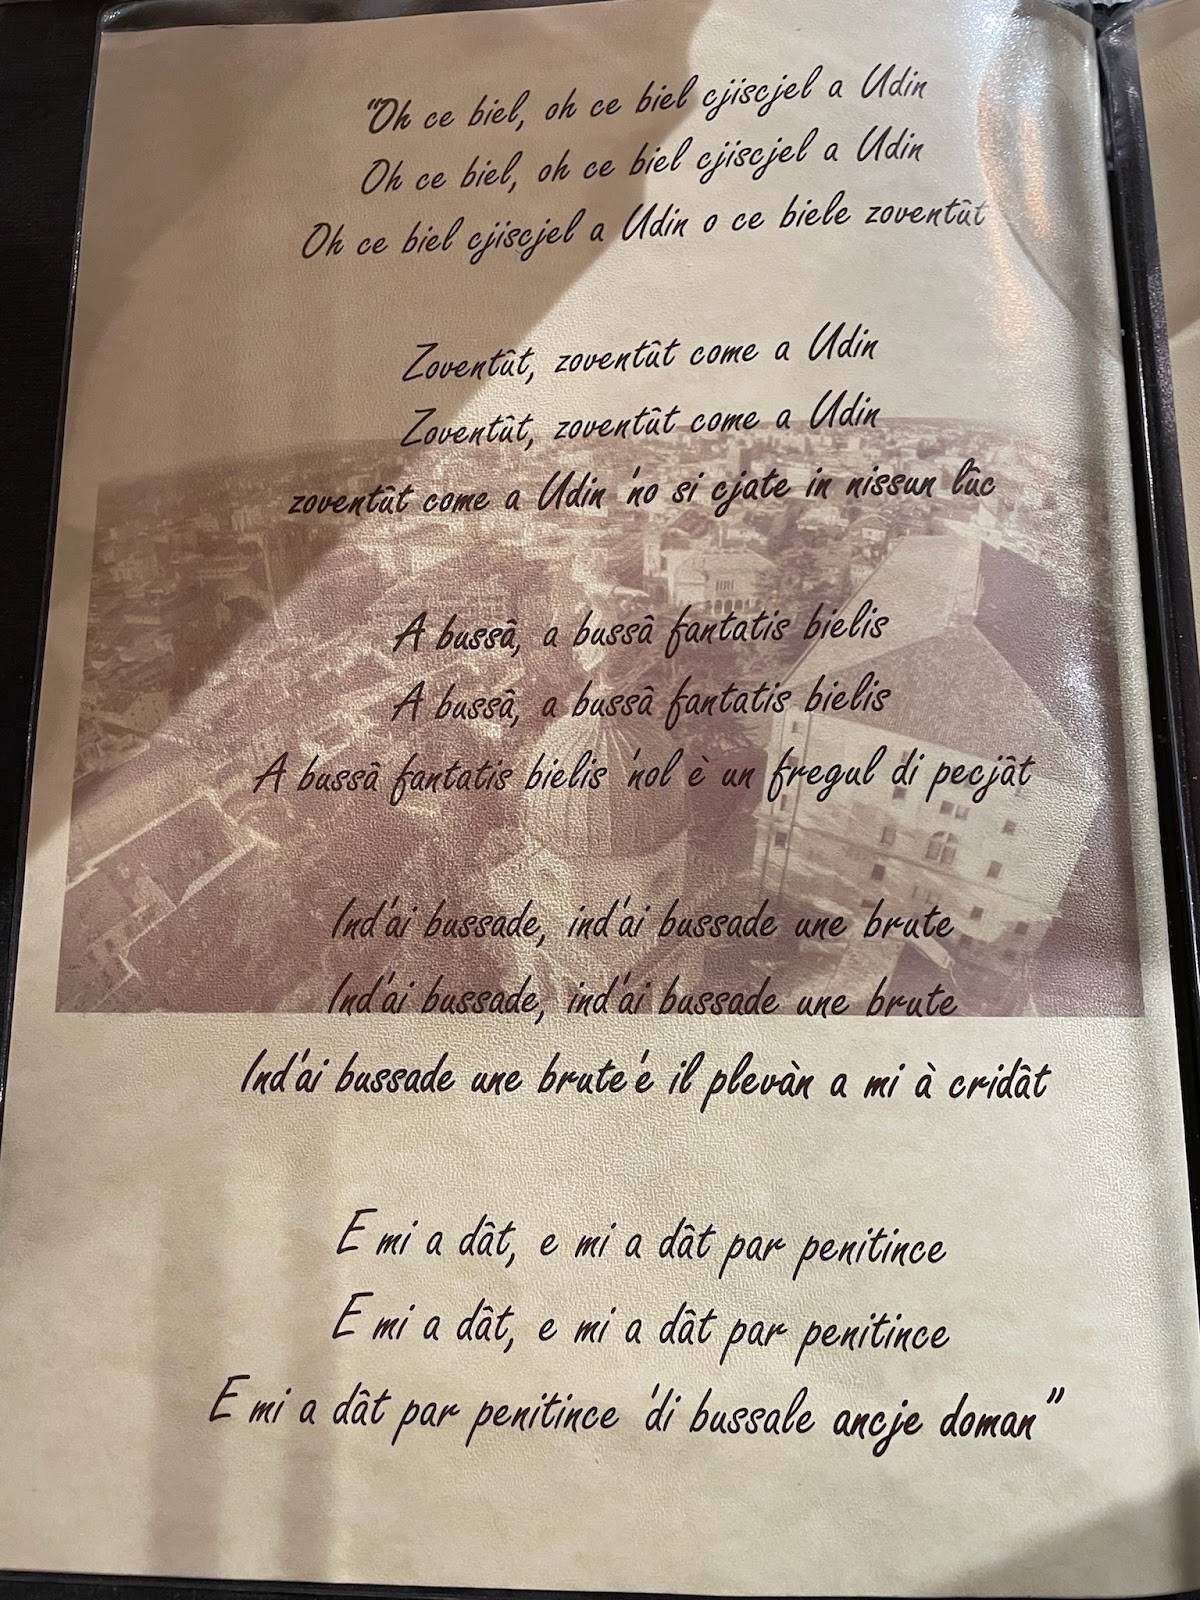 "Oh ce biel, oh ce biel cjiscjel a Udin
Oh ce biel, oh ce biel cjiscjel a Udin
Oh ce biel cjiscjel a Udin o ce biele zoventût
Zoventût, zoventût come a Udin
Zoventût, zoventût come a Udin
zoventût come a Udin 'no si cjate in nissun lûc
A bussâ, a bussâ fantatis bielis
A bussâ, a bussâ fantatis bielis
A bussâ fantatis bielis 'nol è un fregul di pecjât
Ind'ai bussade, ind'ai bussade une brute
Ind'ai bussade, ind'ai bussade une brute
Ind'ai bussade une brute'é il plevàn a mi à cridât
E mi a dât, e mi a dât par penitince
E mi a dât, e mi a dât par penitince
E mi a dât par penitince 'di bussale ancje doman"